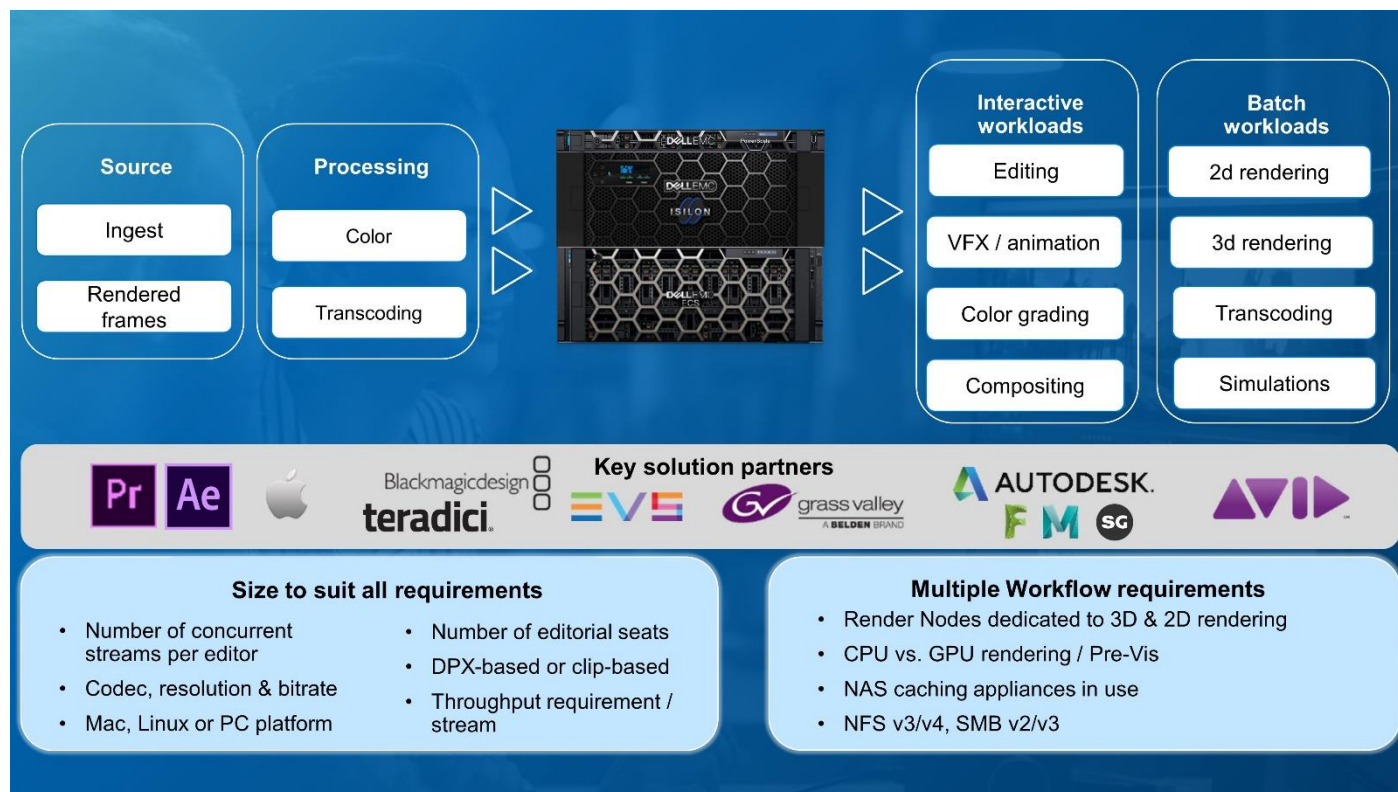 Source
Ingest
Rendered
frames
Processing
Color
Transcoding
DELLEMC
PowerScale
DELLEMC
ISILON
DELLEMC
ECS
Interactive
workloads
Editing
VFX / animation
Color grading
Compositing
Batch
workloads
2d rendering
3d rendering
Transcoding
Simulations
Key solution partners
Pr
Ae
Blackmagicdesign
teradici.
EVS
GV
grass valley
A BELDEN BRAND
AUTODESK.
F M SG
AVID
Size to suit all requirements
• Number of concurrent
streams per editor
• Codec, resolution & bitrate
• Mac, Linux or PC platform
• Number of editorial seats
• DPX-based or clip-based
• Throughput requirement /
stream
Multiple Workflow requirements
• Render Nodes dedicated to 3D & 2D rendering
• CPU vs. GPU rendering / Pre-Vis
• NAS caching appliances in use
• NFS v3/v4, SMB v2/v3